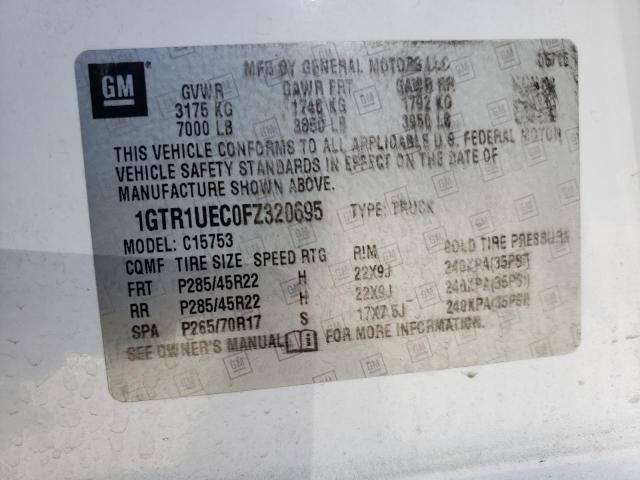 GM
MFD BY GENERAL MOTORS LLC 05/15
GVWR GAWR FRT GAWR RR
3175 KG 1746 KG 1792 KG
7000 LB 3850 LB 3950 LB
THIS VEHICLE CONFORMS TO ALL APPLICABLE U.S. FEDERAL MOTOR
VEHICLE SAFETY STANDARDS IN EFFECT ON THE DATE OF
MANUFACTURE SHOWN ABOVE.
1GTR1UEC0FZ320695 TYPE: TRUCK
MODEL: C15753
CQMF TIRE SIZE SPEED RTG RIM COLD TIRE PRESSURE
FRT P285/45R22 H 22X9J 240KPA(35PSI)
RR P285/45R22 H 22X9J 240KPA(35PSI)
SPA P265/70R17 S 17X7.5J 240KPA(35PSI)
SEE OWNER'S MANUAL FOR MORE INFORMATION.